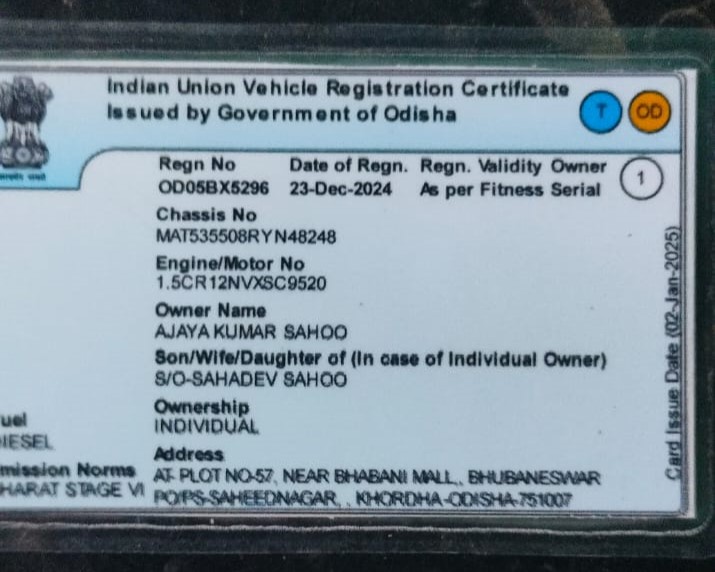 Indian Union Vehicle Registration Certificate
Issued by Government of Odisha
T OD
Regn No Date of Regn. Regn. Validity Owner
OD05BX5296 23-Dec-2024 As per Fitness Serial 1
Chassis No
MAT535508RYN48248
Engine/Motor No
1.5CR12NVXSC9520
Owner Name
AJAYA KUMAR SAHOO
Son/Wife/Daughter of (In case of Individual Owner)
S/O-SAHADEV SAHOO
uel
IESEL
Ownership
INDIVIDUAL
Address
mission Norms AT- PLOT NO-57, NEAR BHABANI MALL,, BHUBANESWAR
HARAT STAGE VI PO/PS-SAHEEDNAGAR, , KHORDHA-ODISHA-751007
Card Issue Date (02-Jan-2025)